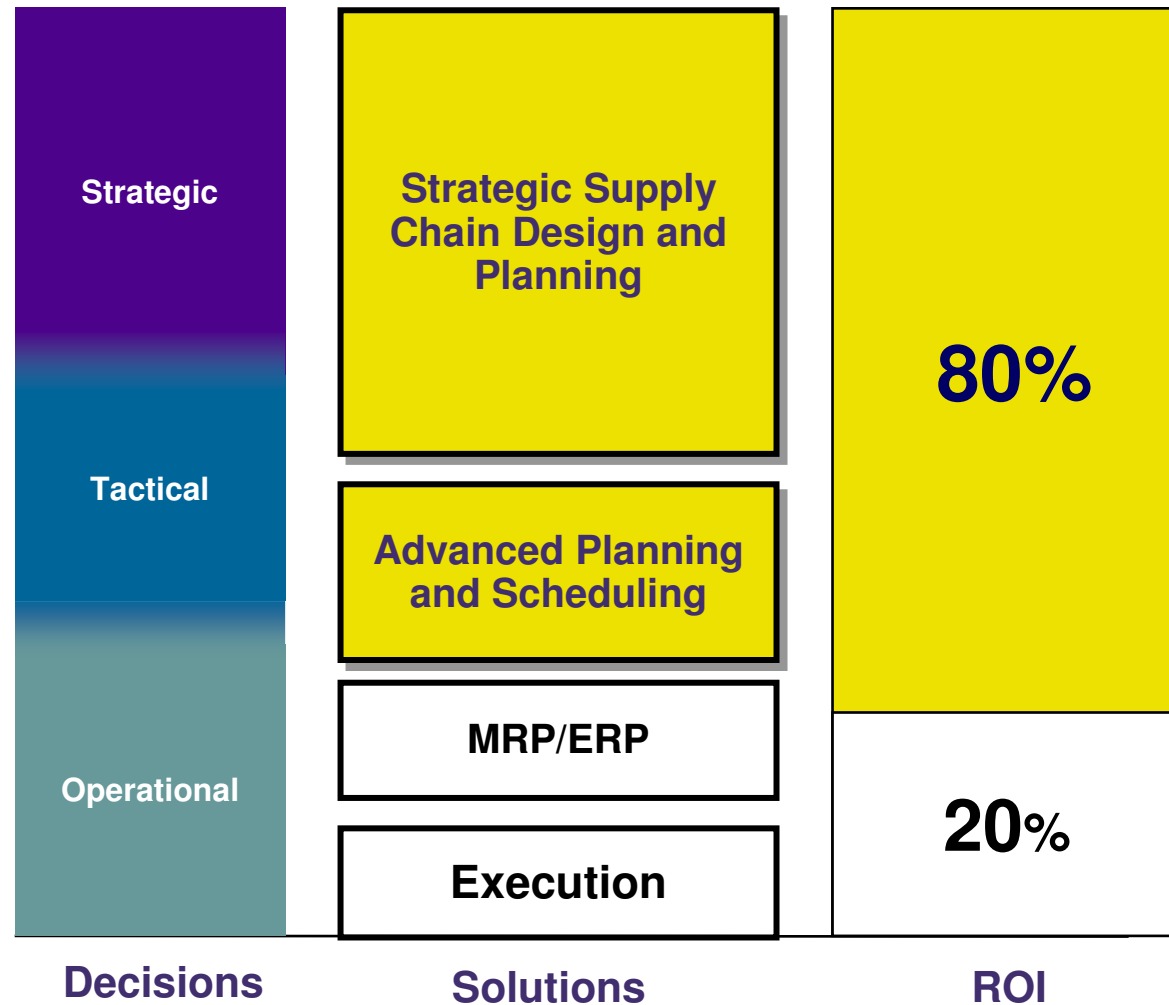 Strategic
Tactical
Operational
Strategic Supply
Chain Design and
Planning
Advanced Planning
and Scheduling
MRP/ERP
Execution
80%
20%
Decisions
Solutions
ROI